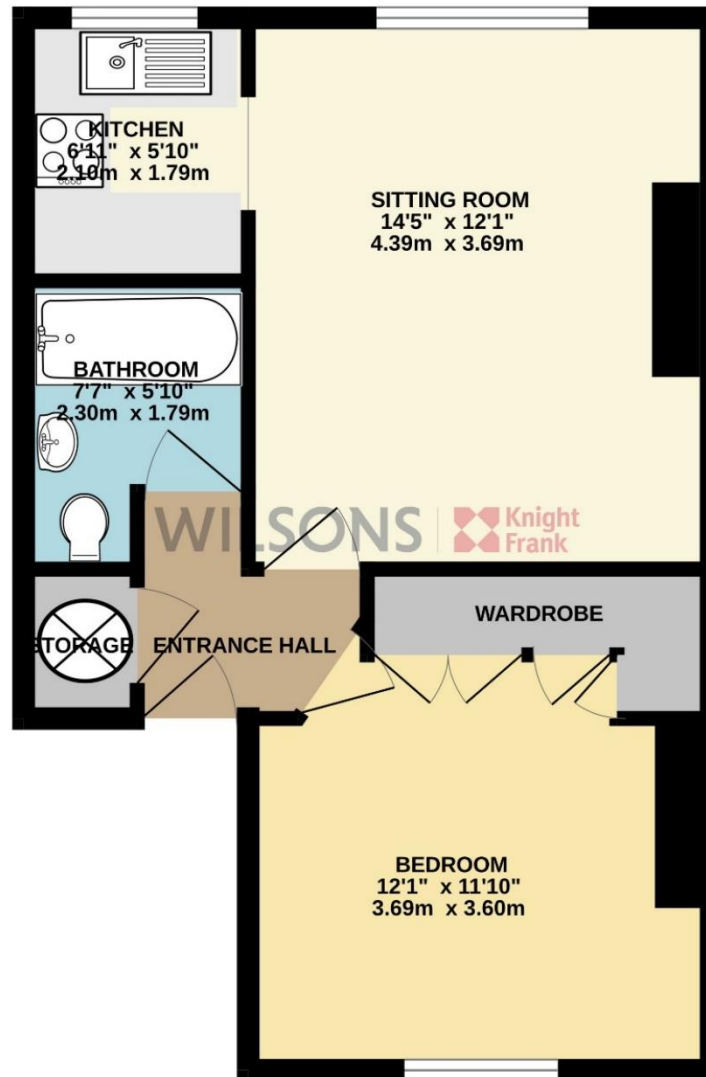 KITCHEN
6'11" x 5'10"
2.10m x 1.79m
SITTING ROOM
14'5" x 12'1"
4.39m x 3.69m
BATHROOM
7'7" x 5'10"
2.30m x 1.79m
WILSONS
Knight
Frank
STORAGE
ENTRANCE HALL
WARDROBE
BEDROOM
12'1" x 11'10"
3.69m x 3.60m